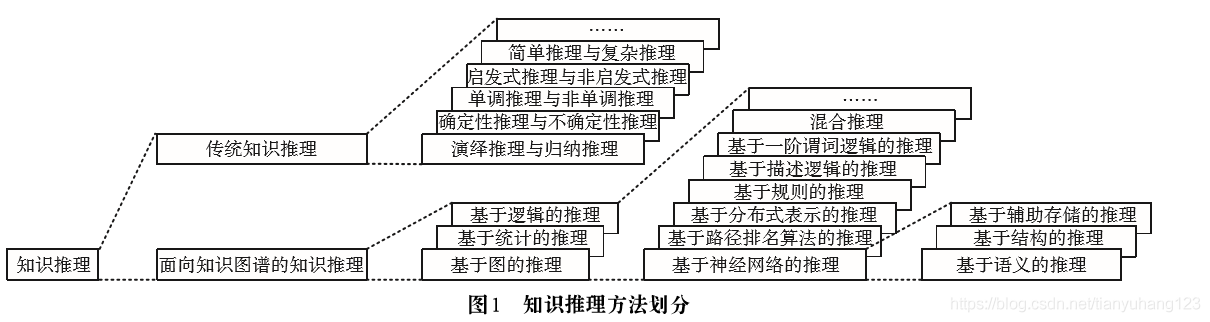 ……
简单推理与复杂推理
启发式推理与非启发式推理
单调推理与非单调推理
确定性推理与不确定性推理
传统知识推理
演绎推理与归纳推理
……
混合推理
基于一阶谓词逻辑的推理
基于描述逻辑的推理
基于规则的推理
基于逻辑的推理
基于分布式表示的推理
基于辅助存储的推理
基于统计的推理
基于路径排名算法的推理
基于结构的推理
知识推理
面向知识图谱的知识推理
基于图的推理
基于神经网络的推理
基于语义的推理
图1 知识推理方法划分
https://blog.csdn.net/tianyuhang123